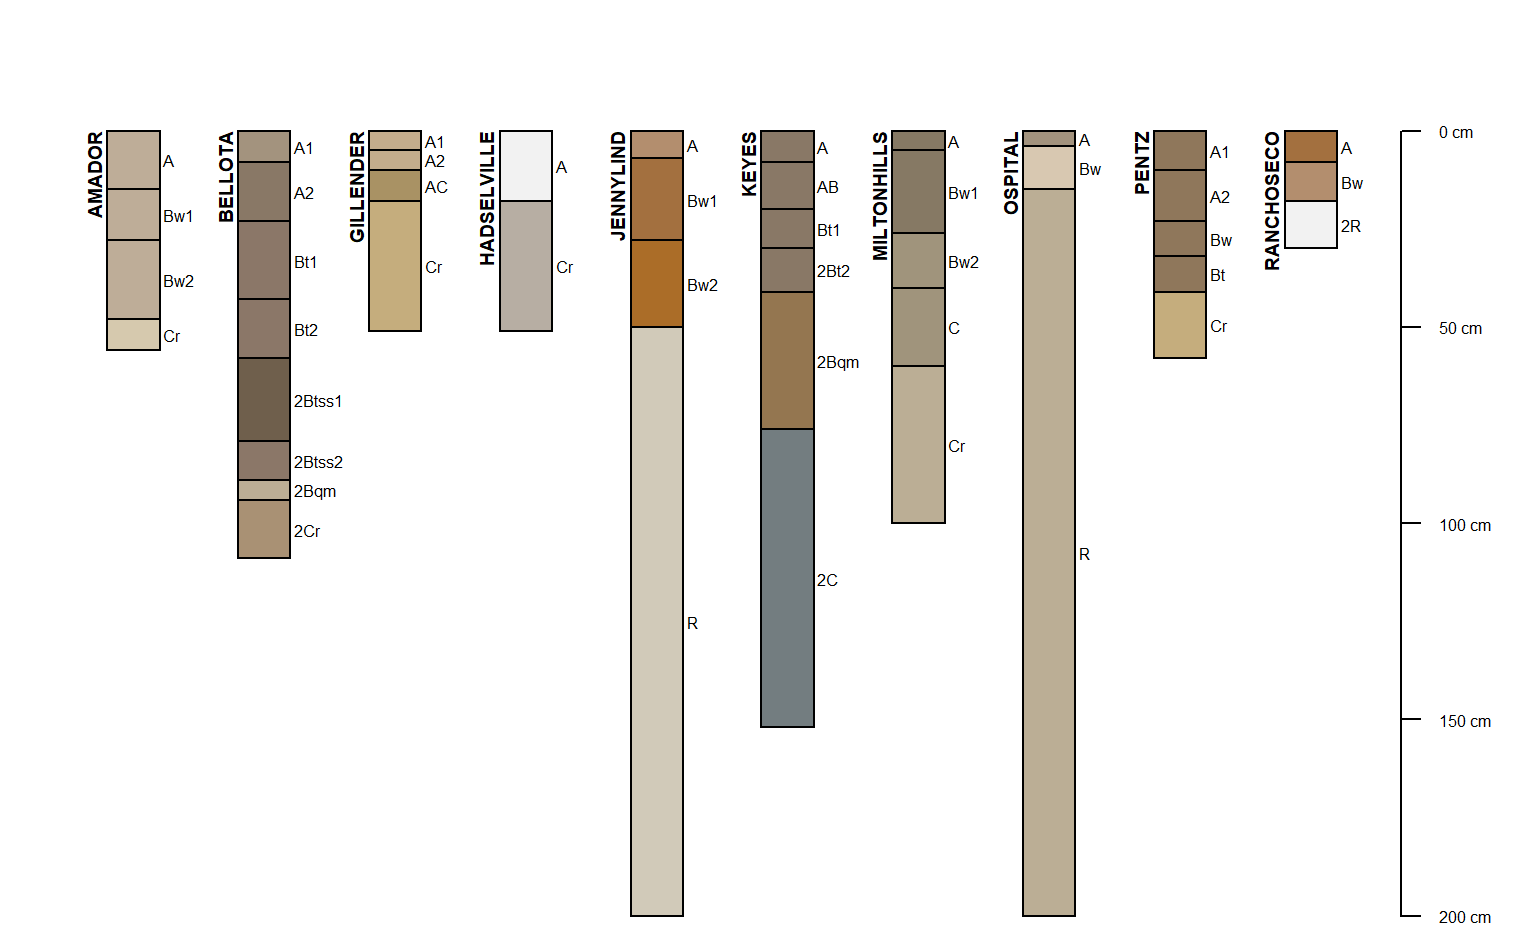 AMADOR
A
Bw1
Bw2
Cr
BELLOTA
A1
A2
Bt1
Bt2
2Btss1
2Btss2
2Bqm
2Cr
GILLENDER
A1
A2
AC
Cr
HADSELVILLE
A
Cr
JENNYLIND
A
Bw1
Bw2
R
KEYES
A
AB
Bt1
2Bt2
2Bqm
2C
MILTONHILLS
A
Bw1
Bw2
C
Cr
OSPITAL
A
Bw
R
PENTZ
A1
A2
Bw
Bt
Cr
RANCHOSECO
A
Bw
2R
0 cm
50 cm
100 cm
150 cm
200 cm